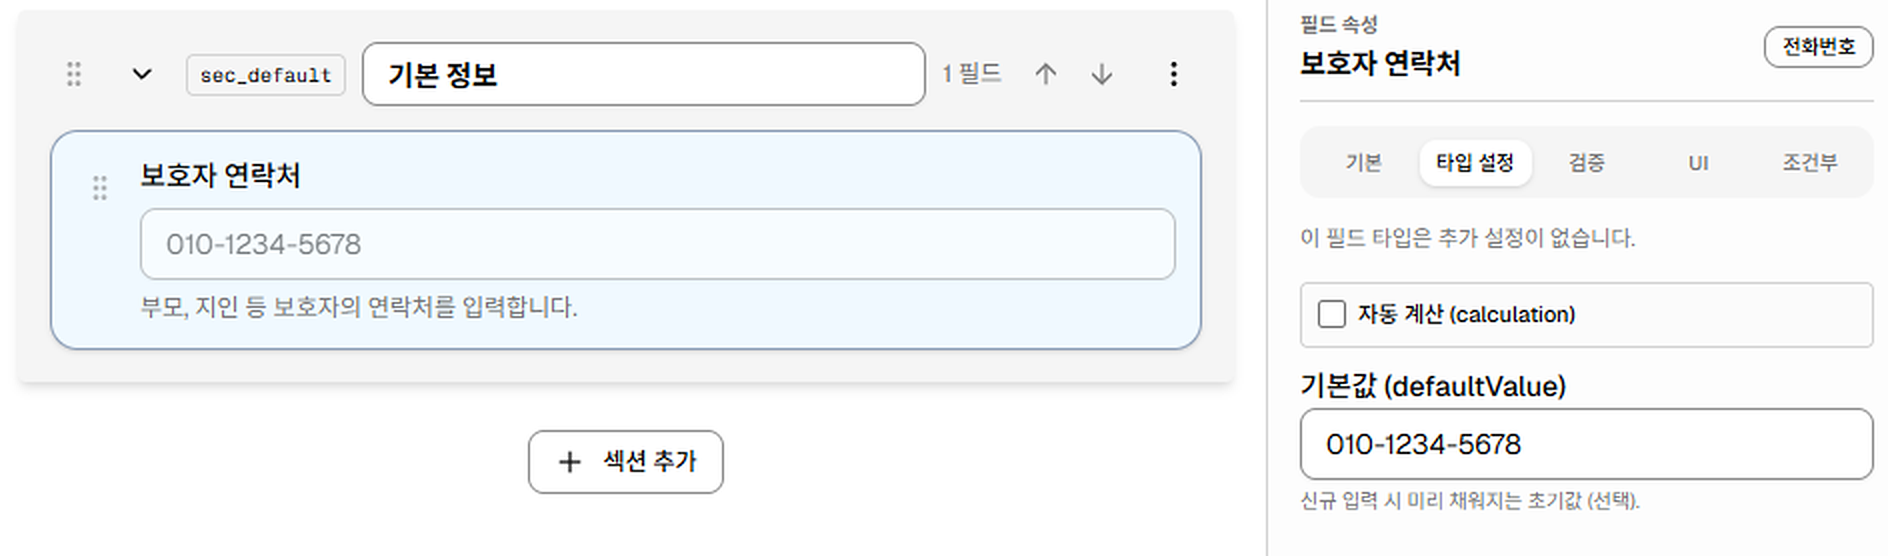 sec_default
기본 정보
1 필드
보호자 연락처
010-1234-5678
부모, 지인 등 보호자의 연락처를 입력합니다.
섹션 추가
필드 속성
보호자 연락처
전화번호
기본 타입 설정 검증 UI 조건부
이 필드 타입은 추가 설정이 없습니다.
자동 계산 (calculation)
기본값 (defaultValue)
010-1234-5678
신규 입력 시 미리 채워지는 초기값 (선택).